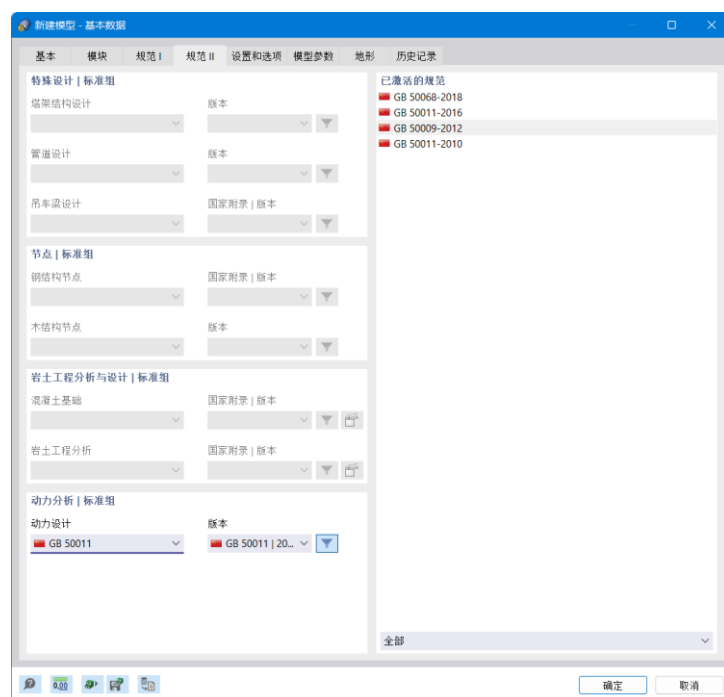 新建模型 - 基本数据
基本 模块 规范 I 规范 II 设置和选项 模型参数 地形 历史记录
特殊设计 | 标准组
塔架结构设计 版本
管道设计 版本
吊车梁设计 国家附录 | 版本
节点 | 标准组
钢结构节点 国家附录 | 版本
木结构节点 版本
岩土工程分析与设计 | 标准组
混凝土基础 国家附录 | 版本
岩土工程分析 国家附录 | 版本
动力分析 | 标准组
动力设计 版本
GB 50011 GB 50011 | 20...
已激活的规范
GB 50068-2018
GB 50011-2016
GB 50009-2012
GB 50011-2010
全部
0.00
确定 取消